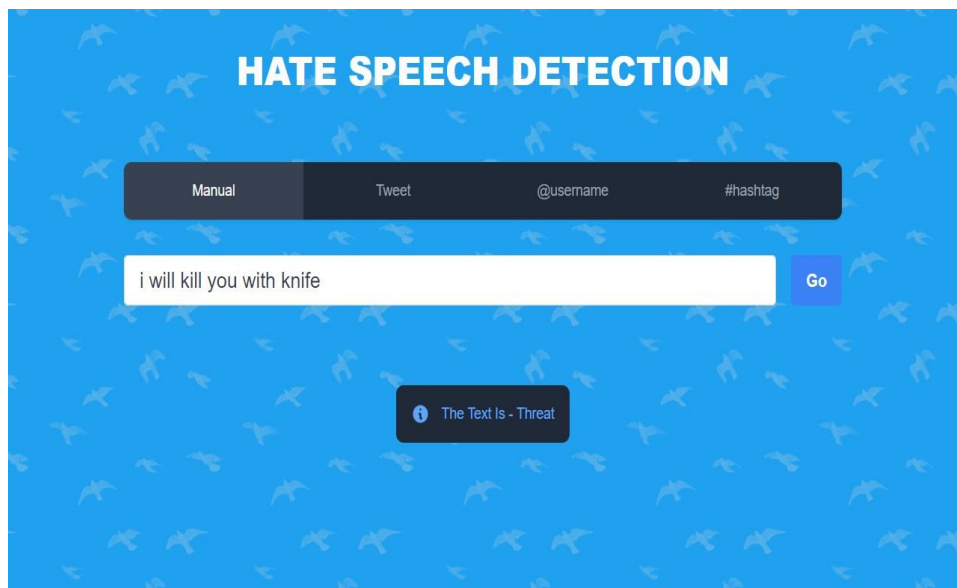 HATE SPEECH DETECTION
Manual Tweet @username #hashtag
i will kill you with knife Go
The Text Is - Threat